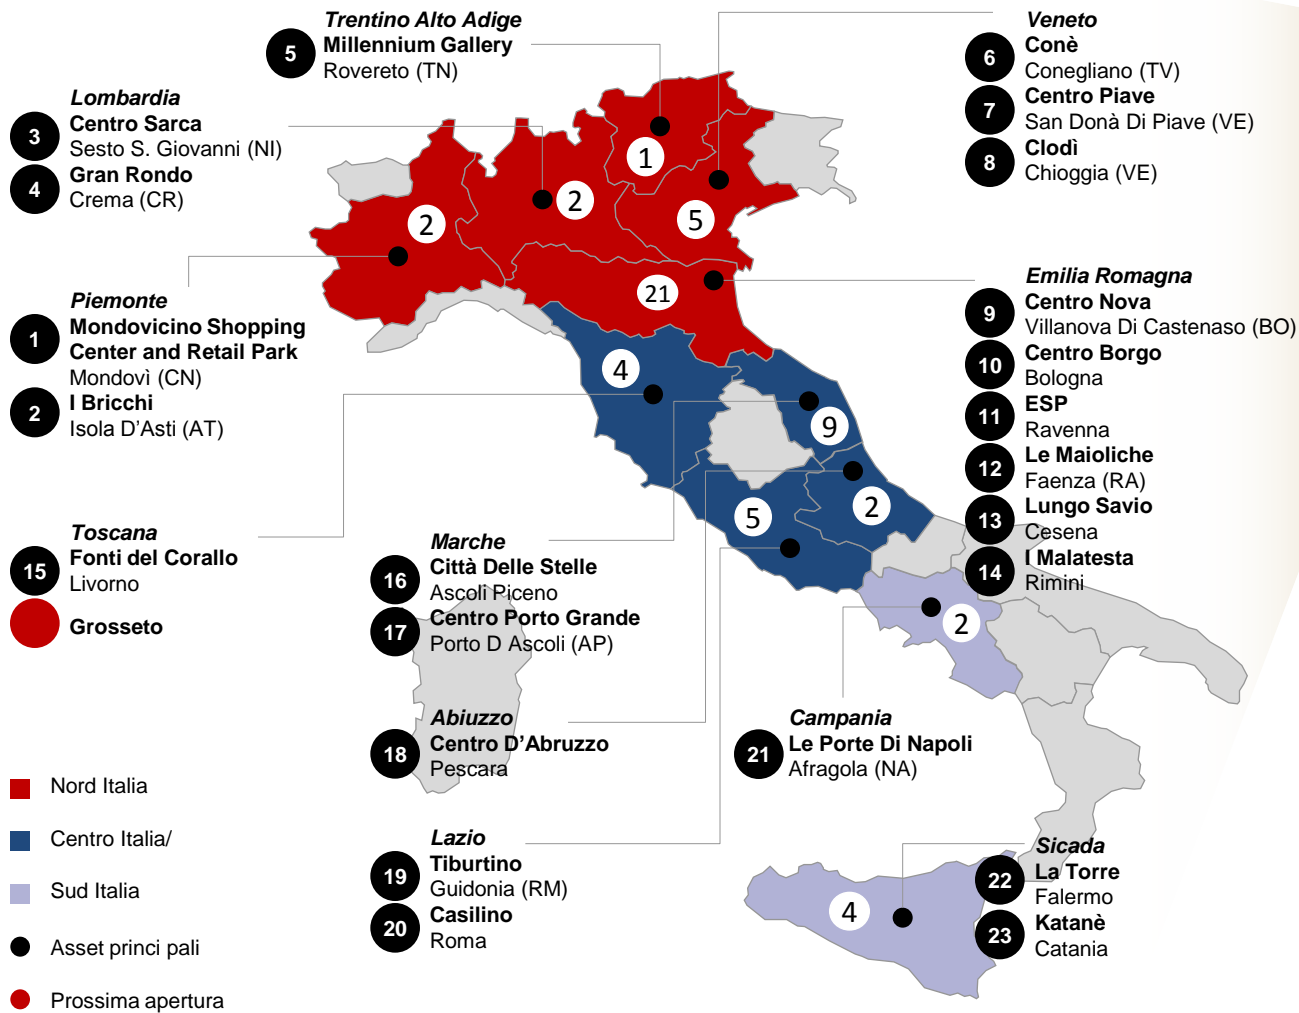 Trentino Alto Adige
5
Millennium Gallery
Rovereto (TN)
Veneto
6
Conè
Conegliano (TV)
7
Centro Piave
San Donà Di Piave (VE)
8
Clodì
Chioggia (VE)
Lombardia
3
Centro Sarca
Sesto S. Giovanni (NI)
4
Gran Rondo
Crema (CR)
1
2
2
5
21
4
9
5
2
2
4
Piemonte
1
Mondovicino Shopping
Center and Retail Park
Mondovì (CN)
2
I Bricchi
Isola D'Asti (AT)
Emilia Romagna
9
Centro Nova
Villanova Di Castenaso (BO)
10
Centro Borgo
Bologna
11
ESP
Ravenna
12
Le Maioliche
Faenza (RA)
13
Lungo Savio
Cesena
14
I Malatesta
Rimini
Toscana
15
Fonti del Corallo
Livorno
Grosseto
Marche
16
Città Delle Stelle
Ascoli Piceno
17
Centro Porto Grande
Porto D Ascoli (AP)
Abiuzzo
18
Centro D'Abruzzo
Pescara
Lazio
19
Tiburtino
Guidonia (RM)
20
Casilino
Roma
Campania
21
Le Porte Di Napoli
Afragola (NA)
Sicada
22
La Torre
Falermo
23
Katanè
Catania
Nord Italia
Centro Italia/
Sud Italia
Asset princi pali
Prossima apertura